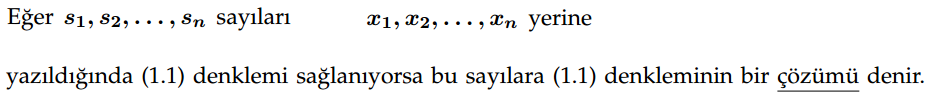 Eğer s₁, s₂, . . . , sₙ sayıları x₁, x₂, . . . , xₙ yerine
yazıldığında (1.1) denklemi sağlanıyorsa bu sayılara (1.1) denkleminin bir çözümü denir.